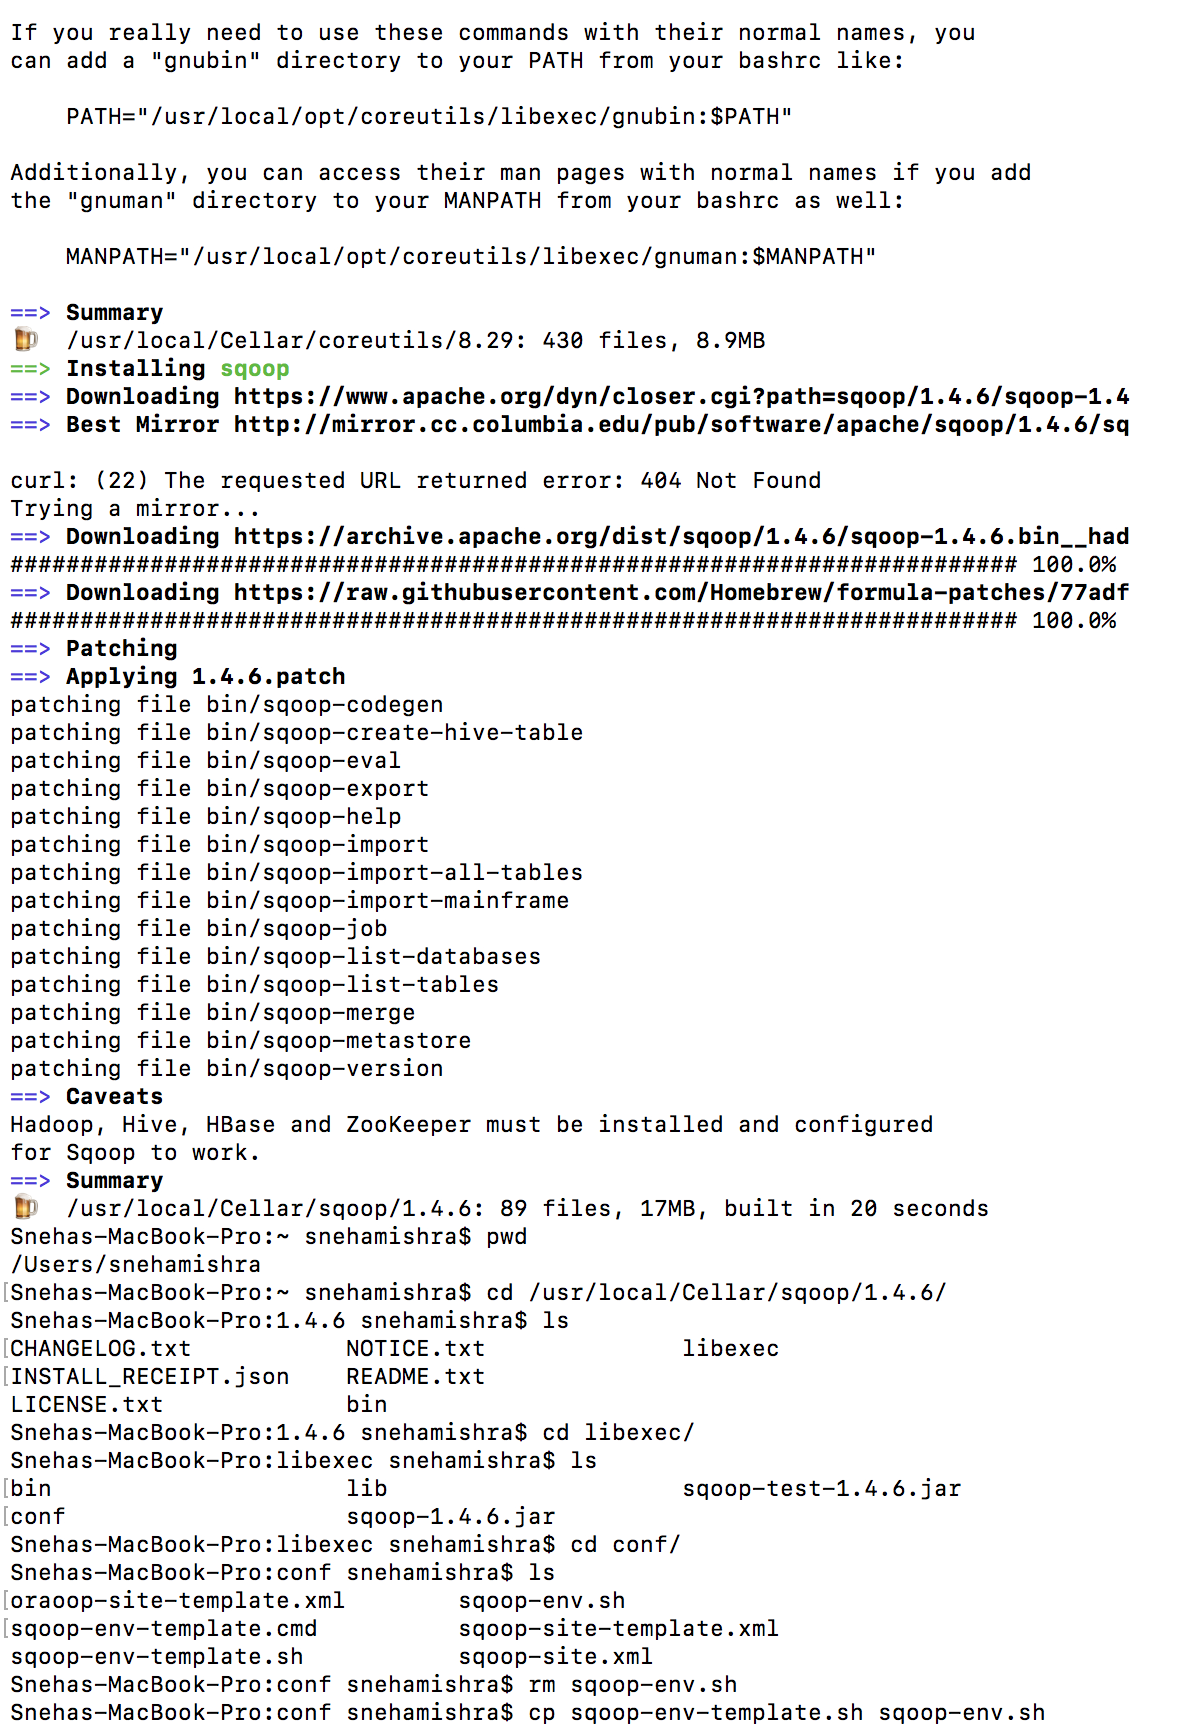 If you really need to use these commands with their normal names, you
can add a "gnubin" directory to your PATH from your bashrc like:
PATH="/usr/local/opt/coreutils/libexec/gnubin:$PATH"
Additionally, you can access their man pages with normal names if you add
the "gnuman" directory to your MANPATH from your bashrc as well:
MANPATH="/usr/local/opt/coreutils/libexec/gnuman:$MANPATH"
==> Summary
🍺  /usr/local/Cellar/coreutils/8.29: 430 files, 8.9MB
==> Installing sqoop
==> Downloading https://www.apache.org/dyn/closer.cgi?path=sqoop/1.4.6/sqoop-1.4
==> Best Mirror http://mirror.cc.columbia.edu/pub/software/apache/sqoop/1.4.6/sq
curl: (22) The requested URL returned error: 404 Not Found
Trying a mirror...
==> Downloading https://archive.apache.org/dist/sqoop/1.4.6/sqoop-1.4.6.bin__had
######################################################################## 100.0%
==> Downloading https://raw.githubusercontent.com/Homebrew/formula-patches/77adf
######################################################################## 100.0%
==> Patching
==> Applying 1.4.6.patch
patching file bin/sqoop-codegen
patching file bin/sqoop-create-hive-table
patching file bin/sqoop-eval
patching file bin/sqoop-export
patching file bin/sqoop-help
patching file bin/sqoop-import
patching file bin/sqoop-import-all-tables
patching file bin/sqoop-import-mainframe
patching file bin/sqoop-job
patching file bin/sqoop-list-databases
patching file bin/sqoop-list-tables
patching file bin/sqoop-merge
patching file bin/sqoop-metastore
patching file bin/sqoop-version
==> Caveats
Hadoop, Hive, HBase and ZooKeeper must be installed and configured
for Sqoop to work.
==> Summary
🍺  /usr/local/Cellar/sqoop/1.4.6: 89 files, 17MB, built in 20 seconds
Snehas-MacBook-Pro:~ snehamishra$ pwd
/Users/snehamishra
[Snehas-MacBook-Pro:~ snehamishra$ cd /usr/local/Cellar/sqoop/1.4.6/
Snehas-MacBook-Pro:1.4.6 snehamishra$ ls
[CHANGELOG.txt NOTICE.txt libexec
[INSTALL_RECEIPT.json README.txt
LICENSE.txt bin
Snehas-MacBook-Pro:1.4.6 snehamishra$ cd libexec/
Snehas-MacBook-Pro:libexec snehamishra$ ls
[bin lib sqoop-test-1.4.6.jar
[conf sqoop-1.4.6.jar
Snehas-MacBook-Pro:libexec snehamishra$ cd conf/
Snehas-MacBook-Pro:conf snehamishra$ ls
[oraoop-site-template.xml sqoop-env.sh
[sqoop-env-template.cmd sqoop-site-template.xml
sqoop-env-template.sh sqoop-site.xml
Snehas-MacBook-Pro:conf snehamishra$ rm sqoop-env.sh
Snehas-MacBook-Pro:conf snehamishra$ cp sqoop-env-template.sh sqoop-env.sh